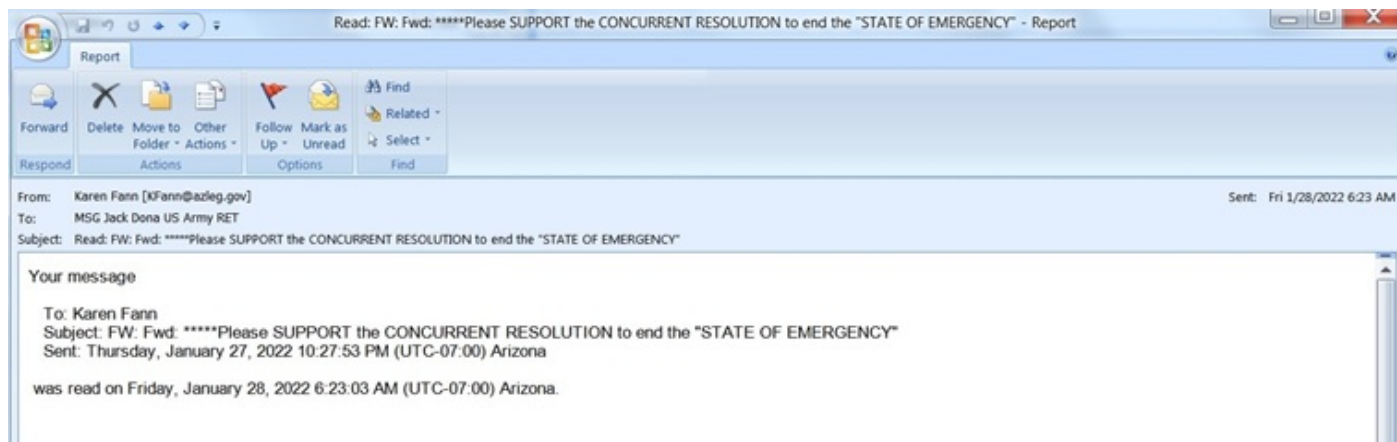 Read: FW: Fwd: *****Please SUPPORT the CONCURRENT RESOLUTION to end the "STATE OF EMERGENCY" - Report
Report
Forward
Delete
Move to Folder
Other Actions
Follow Up
Mark as Unread
Find
Related
Select
Respond
Actions
Options
Find
From: Karen Fann [KFann@azleg.gov]
Sent: Fri 1/28/2022 6:23 AM
To: MSG Jack Dona US Army RET
Subject: Read: FW: Fwd: *****Please SUPPORT the CONCURRENT RESOLUTION to end the "STATE OF EMERGENCY"
Your message
To: Karen Fann
Subject: FW: Fwd: *****Please SUPPORT the CONCURRENT RESOLUTION to end the "STATE OF EMERGENCY"
Sent: Thursday, January 27, 2022 10:27:53 PM (UTC-07:00) Arizona
was read on Friday, January 28, 2022 6:23:03 AM (UTC-07:00) Arizona.